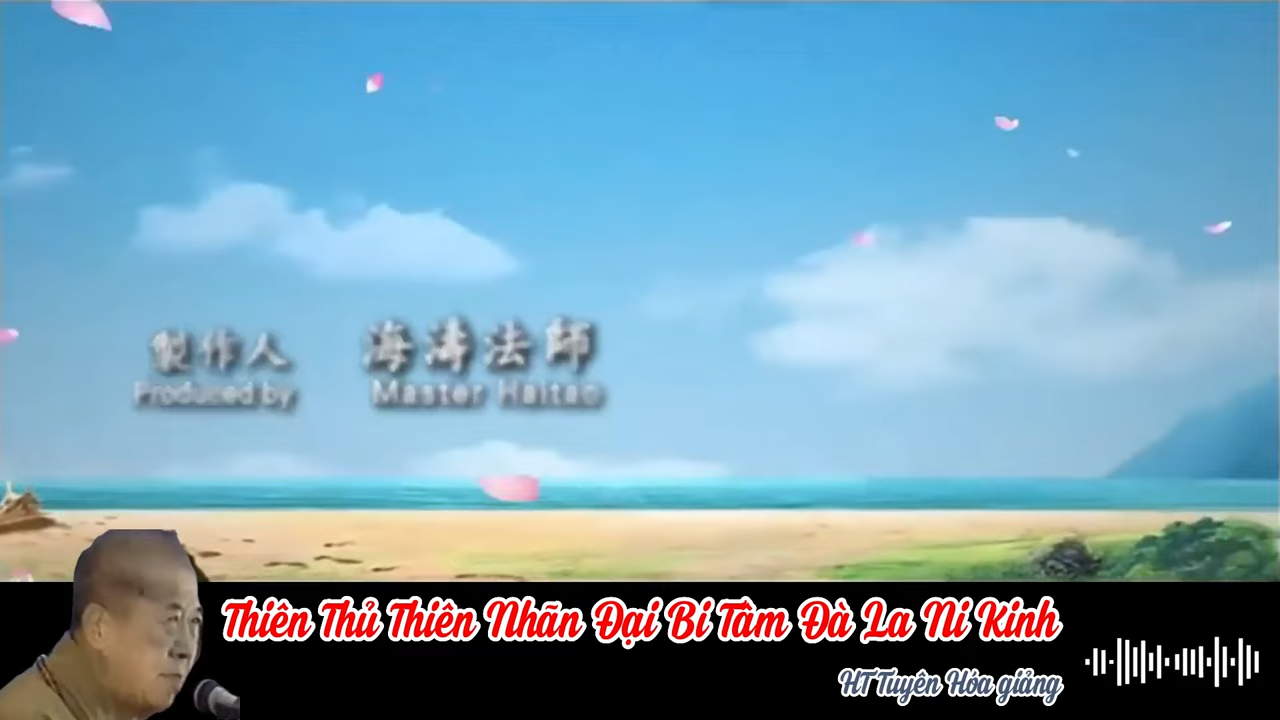 製作人 海濤法師
Produced by Master Haitao
Thiên Thủ Thiên Nhãn Đại Bi Tâm Đà La Ni Kinh
HT Tuyên Hóa giảng